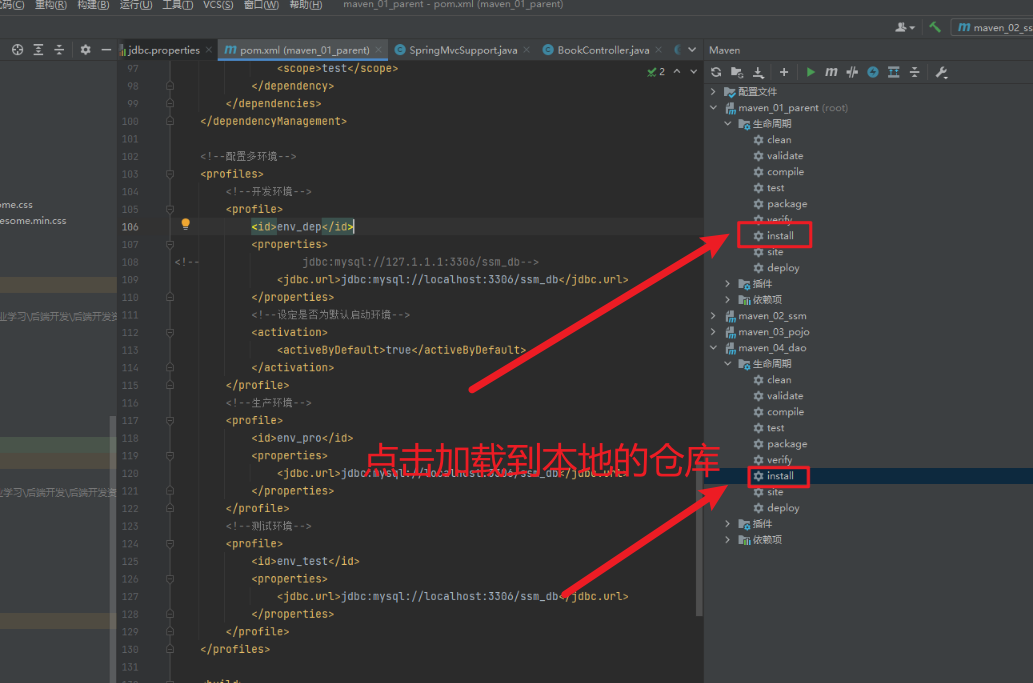 代码(C) 重构(R) 构建(B) 运行(U) 工具(T) VCS(S) 窗口(W) 帮助(H) maven_01_parent - pom.xml (maven_01_parent)
maven_02_ss
jdbc.properties pom.xml (maven_01_parent) SpringMvcSupport.java BookController.java Maven
97 <scope>test</scope>
2
98 </dependency>
99 </dependencies>
100 </dependencyManagement>
101
102 <!--配置多环境-->
103 <profiles>
104 <!--开发环境-->
105 <profile>
106 <id>env_dep</id>
107 <properties>
108 <!-- jdbc:mysql://127.1.1.1:3306/ssm_db-->
109 <jdbc.url>jdbc:mysql://localhost:3306/ssm_db</jdbc.url>
110 </properties>
111 <!--设定是否为默认启动环境-->
112 <activation>
113 <activeByDefault>true</activeByDefault>
114 </activation>
115 </profile>
116 <!--生产环境-->
117 <profile>
118 <id>env_pro</id>
119 <properties>
120 <jdbc.url>jdbc:mysql://localhost:3306/ssm_db</jdbc.url>
121 </properties>
122 </profile>
123 <!--测试环境-->
124 <profile>
125 <id>env_test</id>
126 <properties>
127 <jdbc.url>jdbc:mysql://localhost:3306/ssm_db</jdbc.url>
128 </properties>
129 </profile>
130 </profiles>
131
<build>
点击加载到本地的仓库
ome.css
esome.min.css
业学习\后端开发\后端开发资
学习\后端开发\后端开发资
配置文件
maven_01_parent (root)
生命周期
clean
validate
compile
test
package
verify
install
site
deploy
插件
依赖项
maven_02_ssm
maven_03_pojo
maven_04_dao
生命周期
clean
validate
compile
test
package
verify
install
site
deploy
插件
依赖项